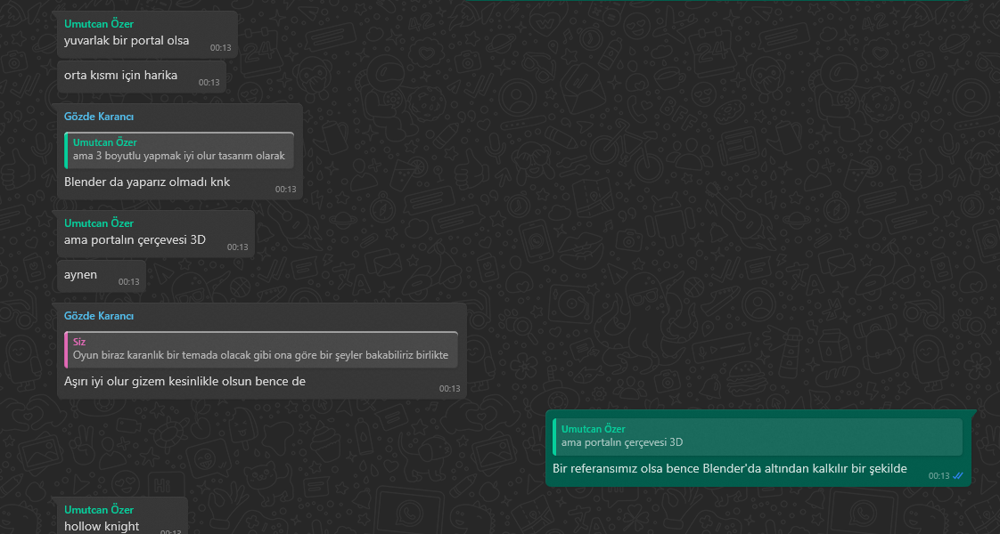 Umutcan Özer
yuvarlak bir portal olsa
00:13
orta kısmı için harika
00:13
Gözde Karancı
Umutcan Özer
ama 3 boyutlu yapmak iyi olur tasarım olarak
Blender da yaparız olmadı knk
00:13
Umutcan Özer
ama portalın çerçevesi 3D
00:13
aynen
00:13
Gözde Karancı
Siz
Oyun biraz karanlık bir temada olacak gibi ona göre bir şeyler bakabiliriz birlikte
Aşırı iyi olur gizem kesinlikle olsun bence de
00:13
Umutcan Özer
ama portalın çerçevesi 3D
Bir referansımız olsa bence Blender'da altından kalkılır bir şekilde
00:13
Umutcan Özer
hollow knight
00:13